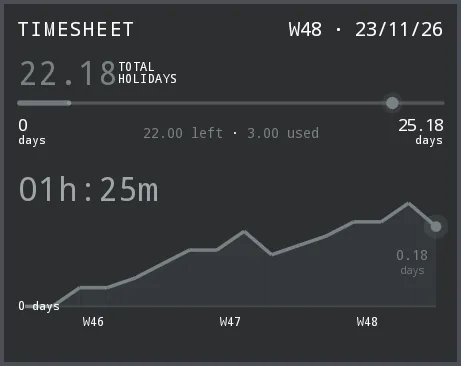 TIMESHEET W48 · 23/11/26
22.18 TOTAL HOLIDAYS
0 days 22.00 left · 3.00 used 25.18 days
01h:25m
0.18 days
0 days
W46 W47 W48